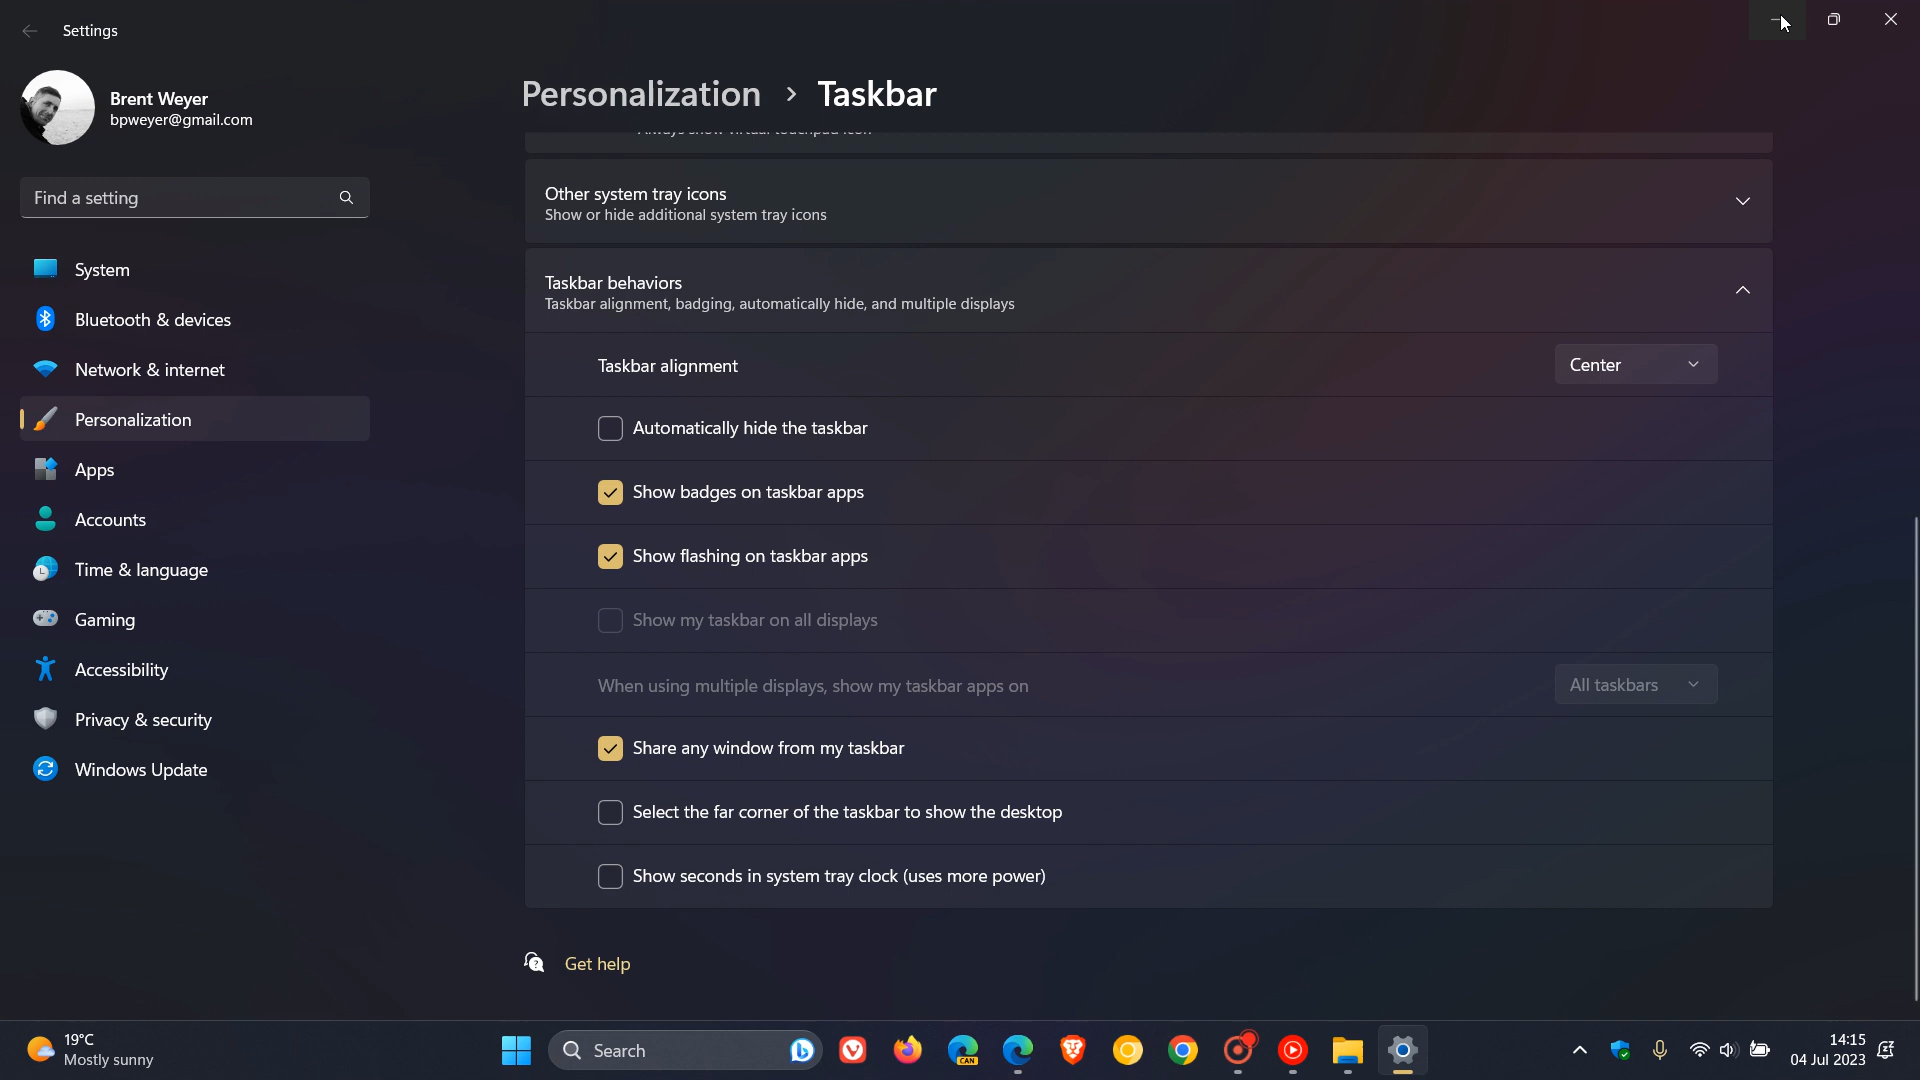 Settings
Brent Weyer
bpweyer@gmail.com
Find a setting
System
Bluetooth & devices
Network & internet
Personalization
Apps
Accounts
Time & language
Gaming
Accessibility
Privacy & security
Windows Update
Personalization > Taskbar
Always show virtual touchpad icon
Other system tray icons
Show or hide additional system tray icons
Taskbar behaviors
Taskbar alignment, badging, automatically hide, and multiple displays
Taskbar alignment
Center
Automatically hide the taskbar
Show badges on taskbar apps
Show flashing on taskbar apps
Show my taskbar on all displays
When using multiple displays, show my taskbar apps on
All taskbars
Share any window from my taskbar
Select the far corner of the taskbar to show the desktop
Show seconds in system tray clock (uses more power)
Get help
19°C
Mostly sunny
Search
CAN
14:15
04 Jul 2023